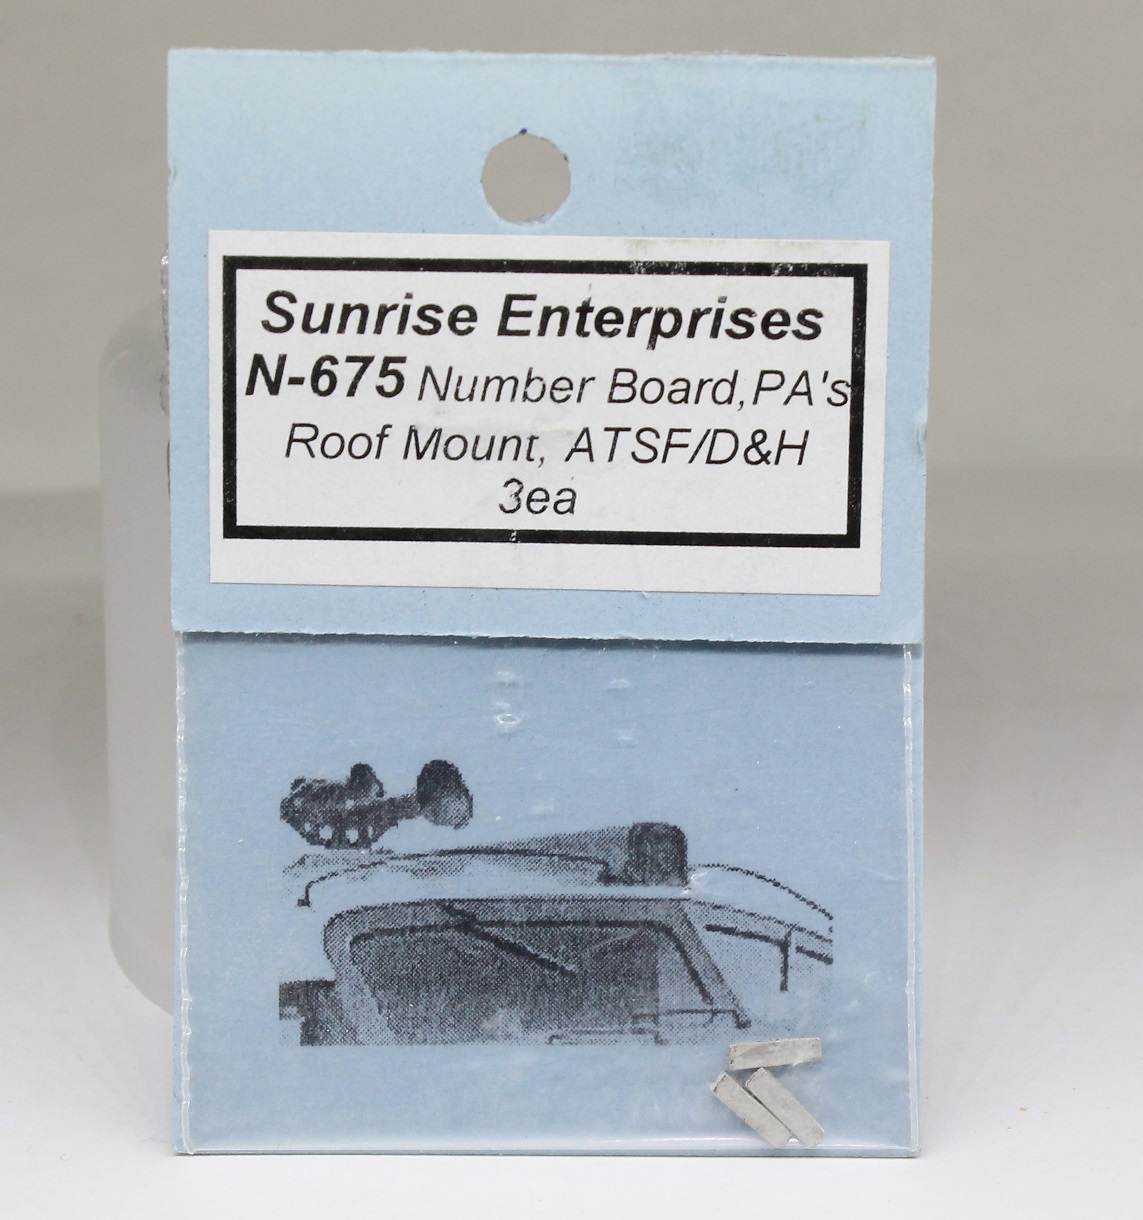 Sunrise Enterprises
N-675 Number Board, PA's
Roof Mount, ATSF/D&H
3ea